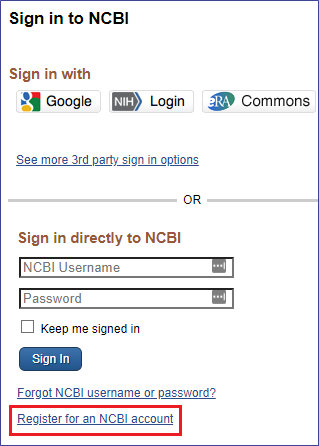 Sign in to NCBI
Sign in with
Google NIH Login eRA Commons
See more 3rd party sign in options
OR
Sign in directly to NCBI
NCBI Username
Password
Keep me signed in
Sign In
Forgot NCBI username or password?
Register for an NCBI account